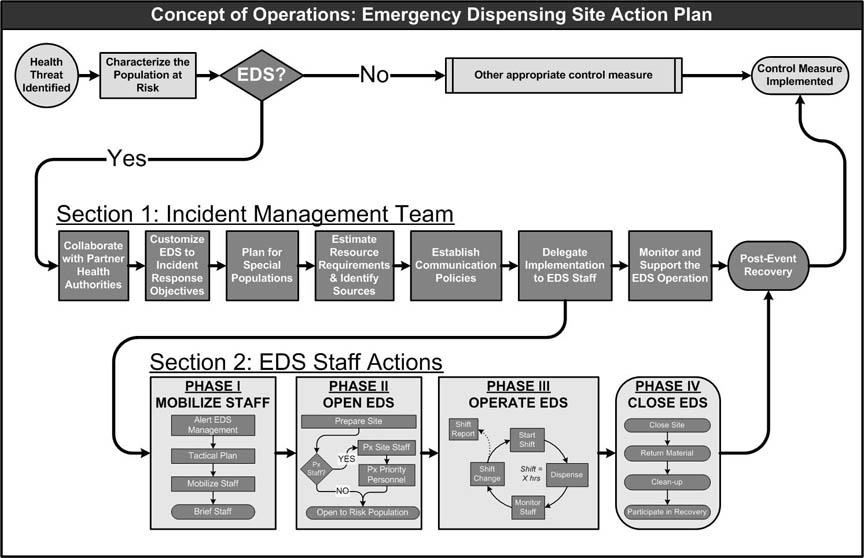 Concept of Operations: Emergency Dispensing Site Action Plan
Health
Threat
Identified
Characterize the
Population at
Risk
EDS?
No
Other appropriate control measure
Control Measure
Implemented
Yes
Section 1: Incident Management Team
Collaborate
with Partner
Health
Authorities
Customize
EDS to
Incident
Response
Objectives
Plan for
Special
Populations
Estimate
Resource
Requirements
& Identify
Sources
Establish
Communication
Policies
Delegate
Implementation
to EDS Staff
Monitor and
Support the
EDS Operation
Post-Event
Recovery
Section 2: EDS Staff Actions
PHASE I
MOBILIZE STAFF
Alert EDS
Management
Tactical Plan
Mobilize Staff
Brief Staff
PHASE II
OPEN EDS
Prepare Site
Px
Staff?
YES
Px Site Staff
Px Priority
Personnel
NO
Open to Risk Population
PHASE III
OPERATE EDS
Shift
Report
Start
Shift
Shift
Change
Shift =
X hrs
Dispense
Monitor
Staff
PHASE IV
CLOSE EDS
Close Site
Return Material
Clean-up
Participate in Recovery